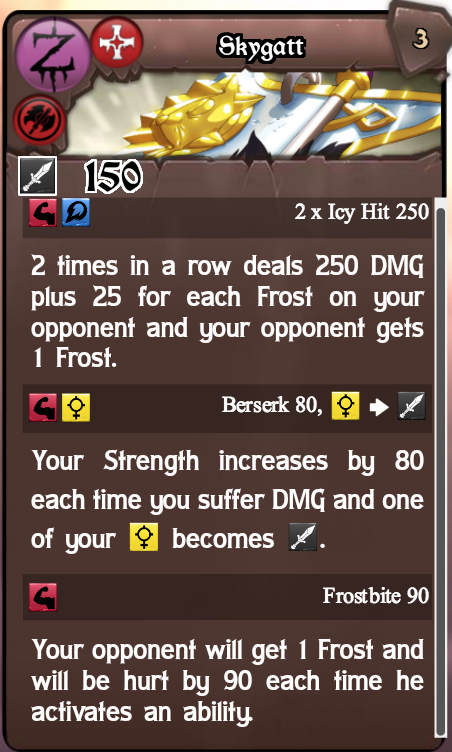 Skygatt
3
150
2 x Icy Hit 250
2 times in a row deals 250 DMG
plus 25 for each Frost on your
opponent and your opponent gets
1 Frost.
Berserk 80,
Your Strength increases by 80
each time you suffer DMG and one
of your becomes .
Frostbite 90
Your opponent will get 1 Frost and
will be hurt by 90 each time he
activates an ability.